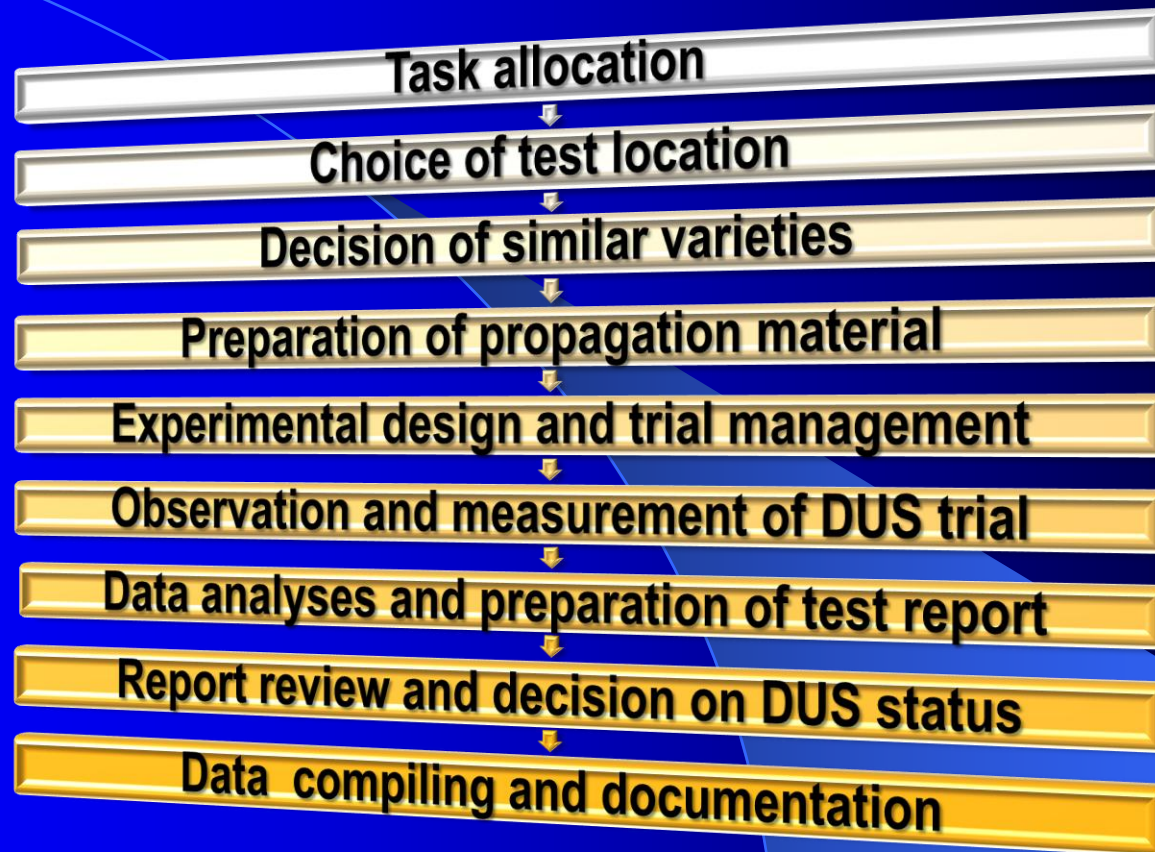 Task allocation
Choice of test location
Decision of similar varieties
Preparation of propagation material
Experimental design and trial management
Observation and measurement of DUS trial
Data analyses and preparation of test report
Report review and decision on DUS status
Data compiling and documentation